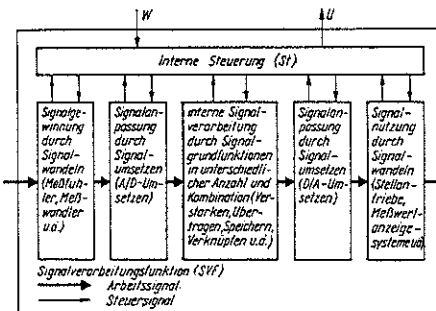 W
U
Interne Steuerung (St)
Signalge-
winnung
durch
Signal-
wandeln
(Meßfüh-
ler, Meß-
wandler
u.ä.)
Signalan-
passung
durch
Signal-
umsetzen
(A/D-Um-
setzen)
interne Signal-
verarbeitung
durch Signal-
grundfunktionen
in unterschiedli-
cher Anzahl und
Kombination (Ver-
stärken, Über-
tragen, Speichern,
Verknüpfen u.ä.)
Signalan-
passung
durch
Signal-
umsetzen
(D/A-Um-
setzen)
Signal-
nutzung
durch
Signal-
wandeln
(Stellan-
triebe,
Meßwert-
anzeige-
systeme u.ä.)
Signalverarbeitungsfunktion (SVF)
Arbeitssignal
Steuersignal